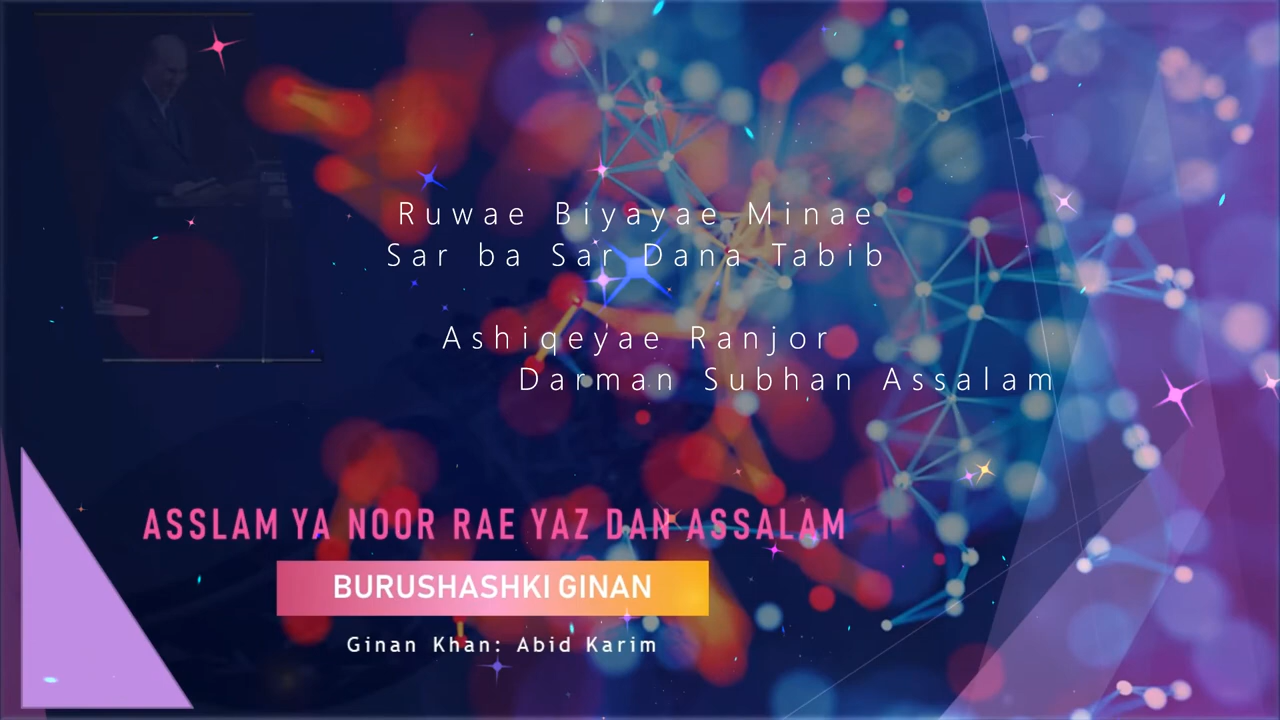 Ruwae Biyayae Minae
Sar ba Sar Dana Tabib
Ashiqeyae Ranjor
Darman Subhan Assalam
ASSLAM YA NOOR RAE YAZ DAN ASSALAM
BURUSHASHKI GINAN
Ginan Khan: Abid Karim